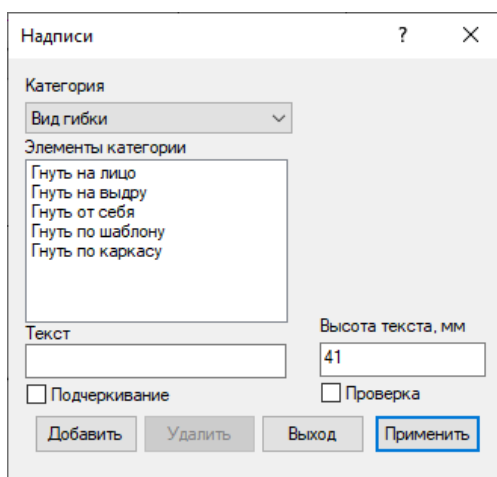 Надписи ?
Категория
Вид гибки
Элементы категории
Гнуть на лицо
Гнуть на выдру
Гнуть от себя
Гнуть по шаблону
Гнуть по каркасу
Текст
Высота текста, мм
41
Подчеркивание
Проверка
Добавить Удалить Выход Применить